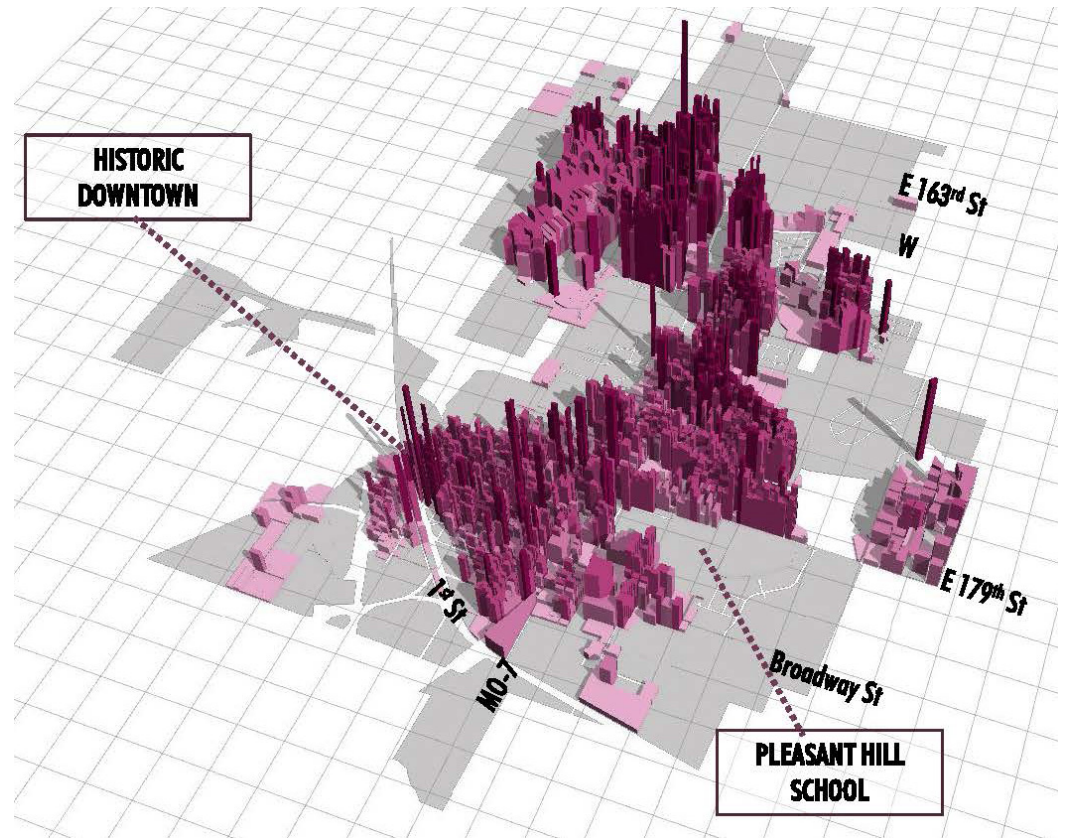 HISTORIC
DOWNTOWN
E 163rd St
W
1st St
E 179th St
MO-7
Broadway St
PLEASANT HILL
SCHOOL